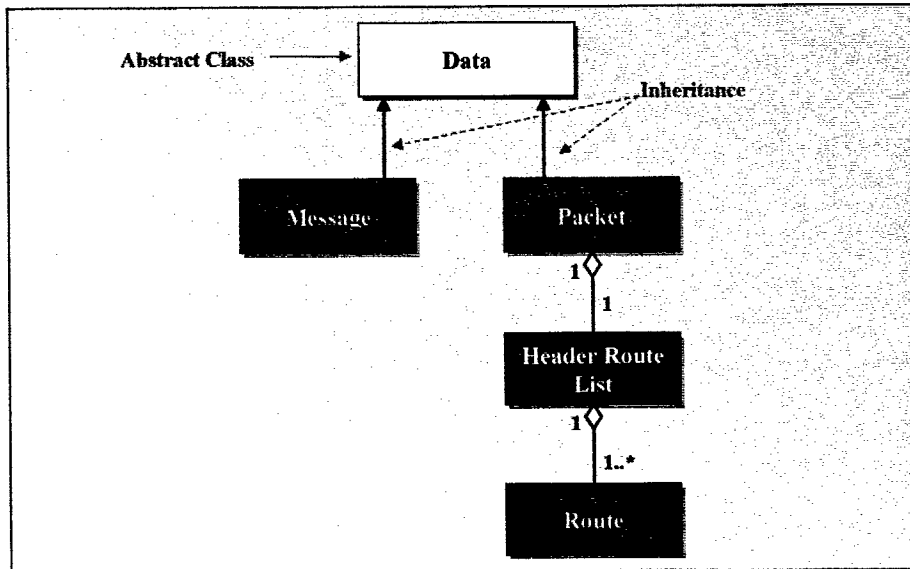 Abstract Class
Data
Inheritance
Message
Packet
1
1
Header Route
List
1
1..*
Route